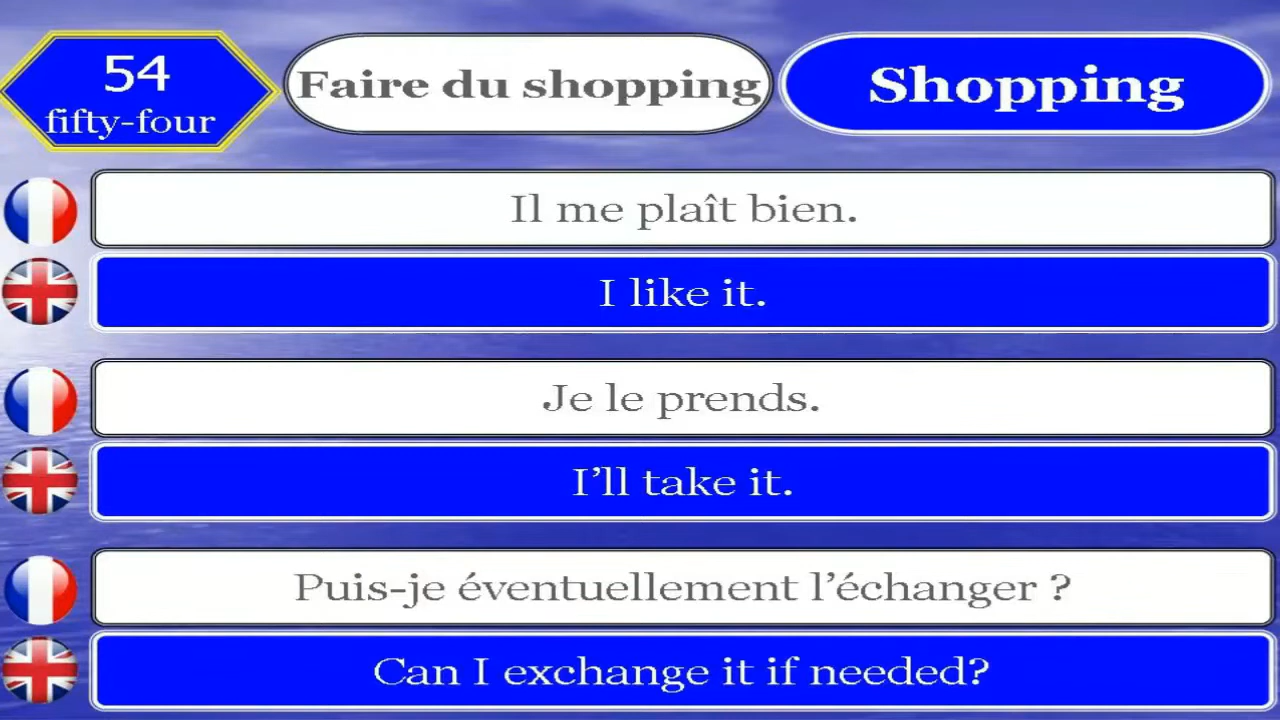 54
fifty-four
Faire du shopping
Shopping
Il me plaît bien.
I like it.
Je le prends.
I’ll take it.
Puis-je éventuellement l’échanger ?
Can I exchange it if needed?